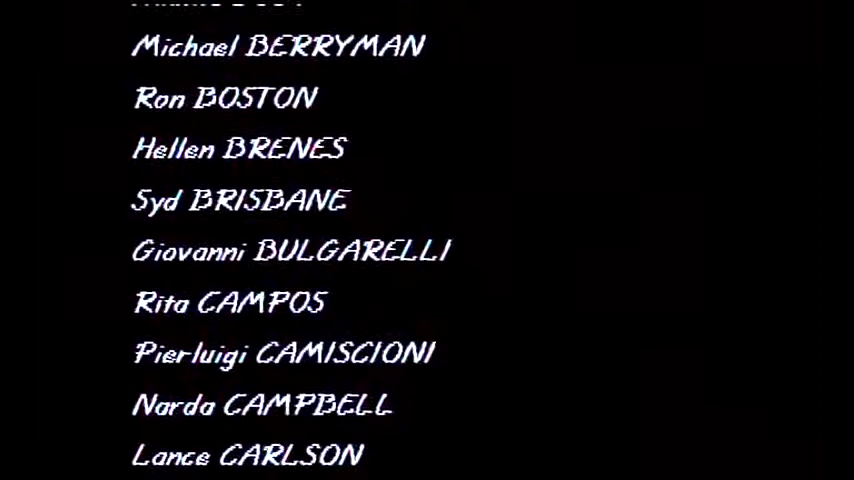 Michael BERRYMAN
Ron BOSTON
Hellen BRENES
Syd BRISBANE
Giovanni BULGARELLI
Rita CAMPOS
Pierluigi CAMISCIONI
Narda CAMPBELL
Lance CARLSON